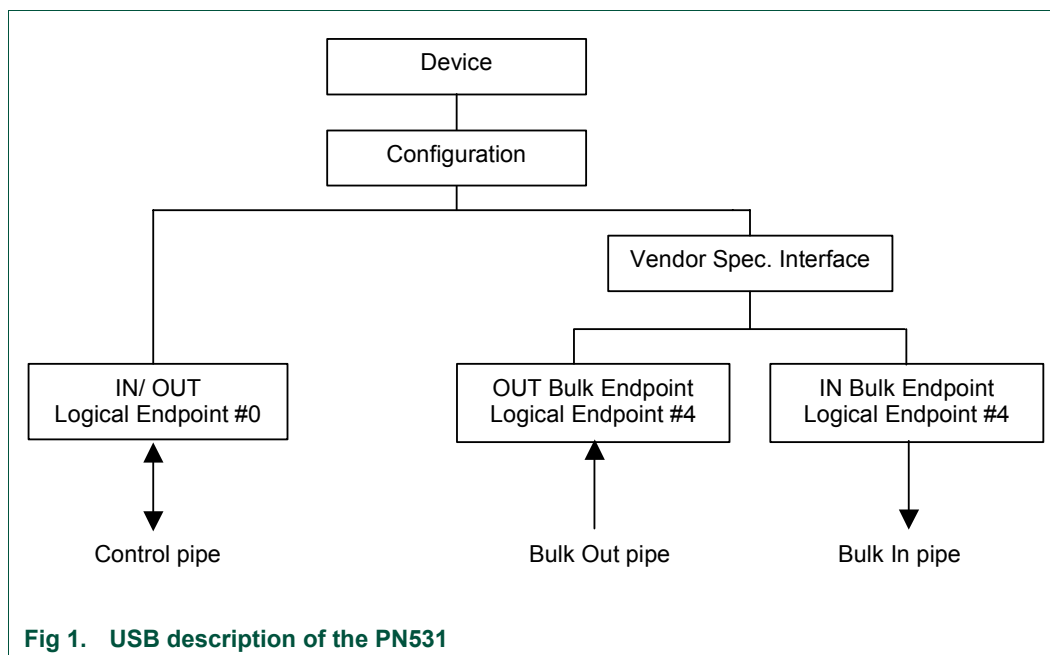 Device
Configuration
Vendor Spec. Interface
IN/ OUT
Logical Endpoint #0
OUT Bulk Endpoint
Logical Endpoint #4
IN Bulk Endpoint
Logical Endpoint #4
Control pipe
Bulk Out pipe
Bulk In pipe
Fig 1. USB description of the PN531